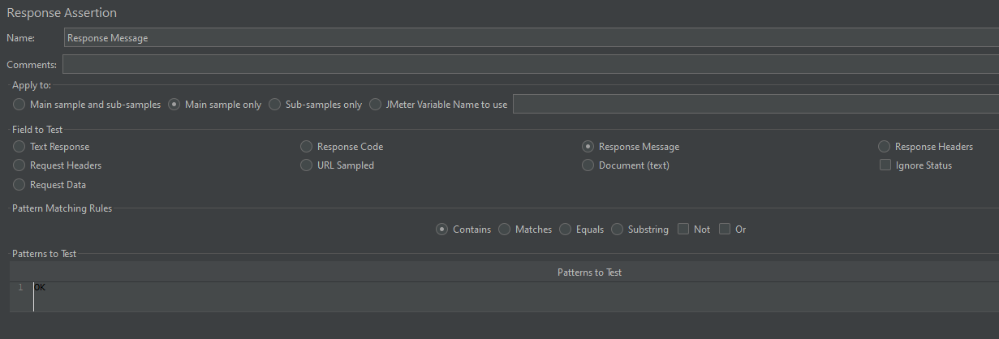 Response Assertion
Name: Response Message
Comments:
Apply to:
Main sample and sub-samples Main sample only Sub-samples only JMeter Variable Name to use
Field to Test
Text Response Response Code Response Message Response Headers
Request Headers URL Sampled Document (text) Ignore Status
Request Data
Pattern Matching Rules
Contains Matches Equals Substring Not Or
Patterns to Test
Patterns to Test
1 OK